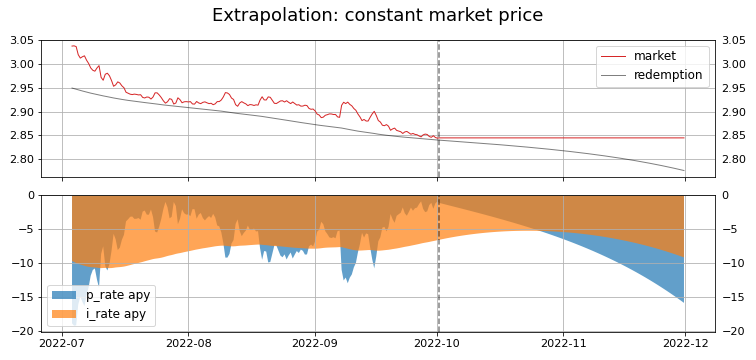 Extrapolation: constant market price
3.05 3.05
3.00 3.00
2.95 2.95
2.90 2.90
2.85 2.85
2.80 2.80
market
redemption
0 0
−5 −5
−10 −10
−15 −15
−20 −20
p_rate apy
i_rate apy
2022-07 2022-08 2022-09 2022-10 2022-11 2022-12